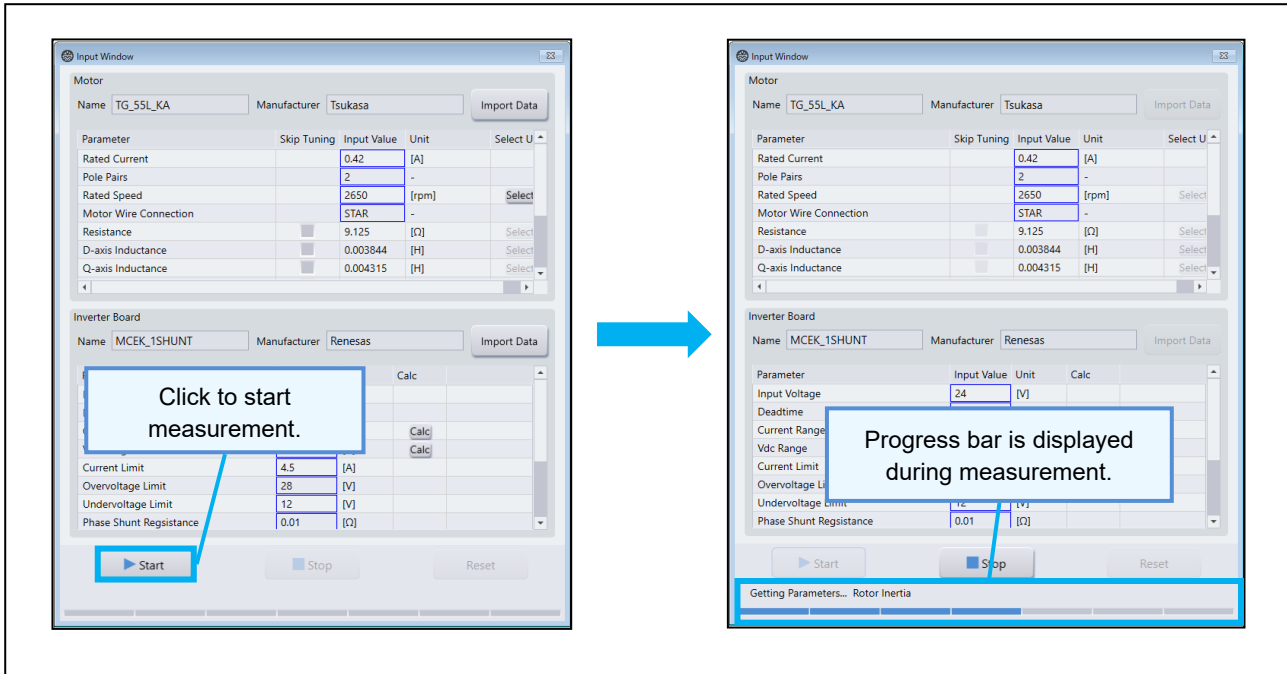 Input Window
Motor
Name TG_55L_KA Manufacturer Tsukasa Import Data
Parameter Skip Tuning Input Value Unit Select U
Rated Current 0.42 [A]
Pole Pairs 2 -
Rated Speed 2650 [rpm] Select
Motor Wire Connection STAR -
Resistance 9.125 [Ω] Select
D-axis Inductance 0.003844 [H] Select
Q-axis Inductance 0.004315 [H] Select
Inverter Board
Name MCEK_1SHUNT Manufacturer Renesas Import Data
Calc
Click to start
measurement.
Calc
Calc
Current Limit 4.5 [A]
Overvoltage Limit 28 [V]
Undervoltage Limit 12 [V]
Phase Shunt Regsistance 0.01 [Ω]
Start Stop Reset
Input Window
Motor
Name TG_55L_KA Manufacturer Tsukasa Import Data
Parameter Skip Tuning Input Value Unit Select U
Rated Current 0.42 [A]
Pole Pairs 2 -
Rated Speed 2650 [rpm] Select
Motor Wire Connection STAR -
Resistance 9.125 [Ω] Select
D-axis Inductance 0.003844 [H] Select
Q-axis Inductance 0.004315 [H] Select
Inverter Board
Name MCEK_1SHUNT Manufacturer Renesas Import Data
Parameter Input Value Unit Calc
Input Voltage 24 [V]
Deadtime
Current Range
Vdc Range
Current Limit
Progress bar is displayed
during measurement.
Overvoltage Li
Undervoltage Limit 12 [V]
Phase Shunt Regsistance 0.01 [Ω]
Start Stop Reset
Getting Parameters... Rotor Inertia